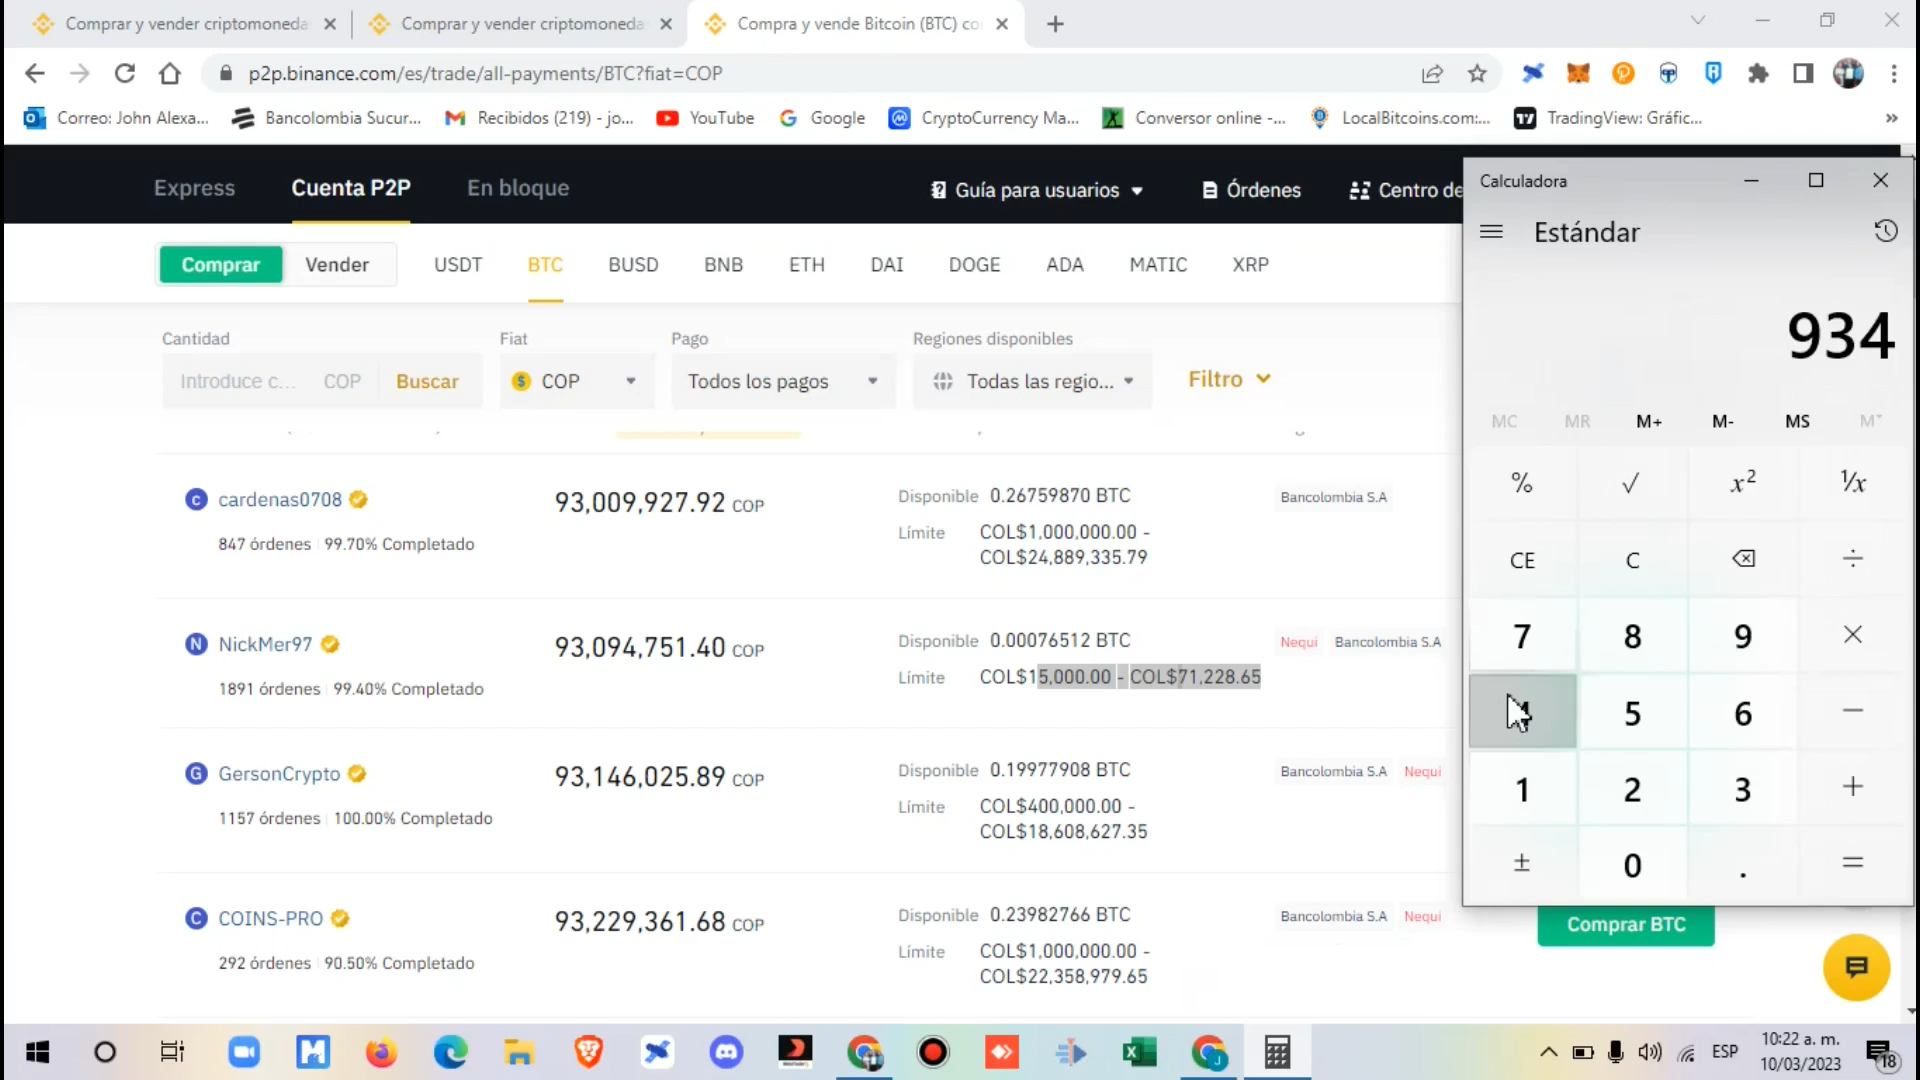 Comprar y vender criptomoneda
Comprar y vender criptomoneda
Compra y vende Bitcoin (BTC) co
p2p.binance.com/es/trade/all-payments/BTC?fiat=COP
Correo: John Alexa...
Bancolombia Sucur...
Recibidos (219) - jo...
YouTube
Google
CryptoCurrency Ma...
Conversor online -...
LocalBitcoins.com:...
TradingView: Gráfic...
»
Express
Cuenta P2P
En bloque
Guía para usuarios
Órdenes
Centro de
Comprar
Vender
USDT
BTC
BUSD
BNB
ETH
DAI
DOGE
ADA
MATIC
XRP
Cantidad
Fiat
Pago
Regiones disponibles
Introduce c...
COP
Buscar
COP
Todos los pagos
Todas las regio...
Filtro
C cardenas0708
93,009,927.92 COP
Disponible 0.26759870 BTC
Bancolombia S.A
847 órdenes | 99.70% Completado
Límite COL$1,000,000.00 -
COL$24,889,335.79
N NickMer97
93,094,751.40 COP
Disponible 0.00076512 BTC
Nequi Bancolombia S.A
1891 órdenes | 99.40% Completado
Límite COL$15,000.00 - COL$71,228.65
G GersonCrypto
93,146,025.89 COP
Disponible 0.19977908 BTC
Bancolombia S.A Nequi
1157 órdenes | 100.00% Completado
Límite COL$400,000.00 -
COL$18,608,627.35
C COINS-PRO
93,229,361.68 COP
Disponible 0.23982766 BTC
Bancolombia S.A Nequi
292 órdenes | 90.50% Completado
Límite COL$1,000,000.00 -
COL$22,358,979.65
Comprar BTC
Calculadora
Estándar
934
MC MR M+ M- MS M˅
% √ x² ¹/x
CE C ÷
7 8 9 ×
4 5 6 −
1 2 3 +
± 0 . =
ESP
10:22 a. m.
10/03/2023
18